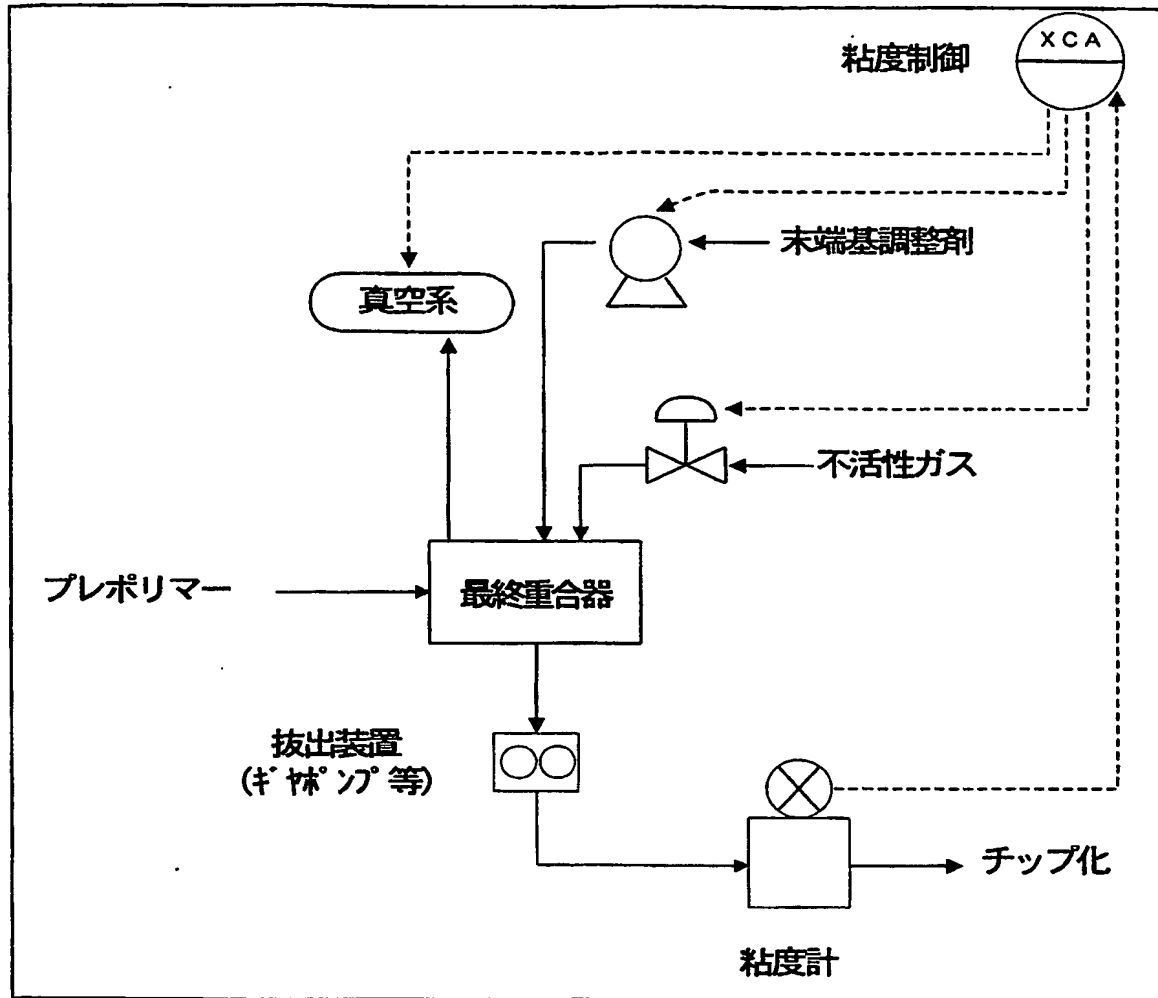 XCA
粘度制御
末端基調整剤
真空系
不活性ガス
プレポリマー
最終重合器
抜出装置
(ギヤポンプ等)
チップ化
粘度計